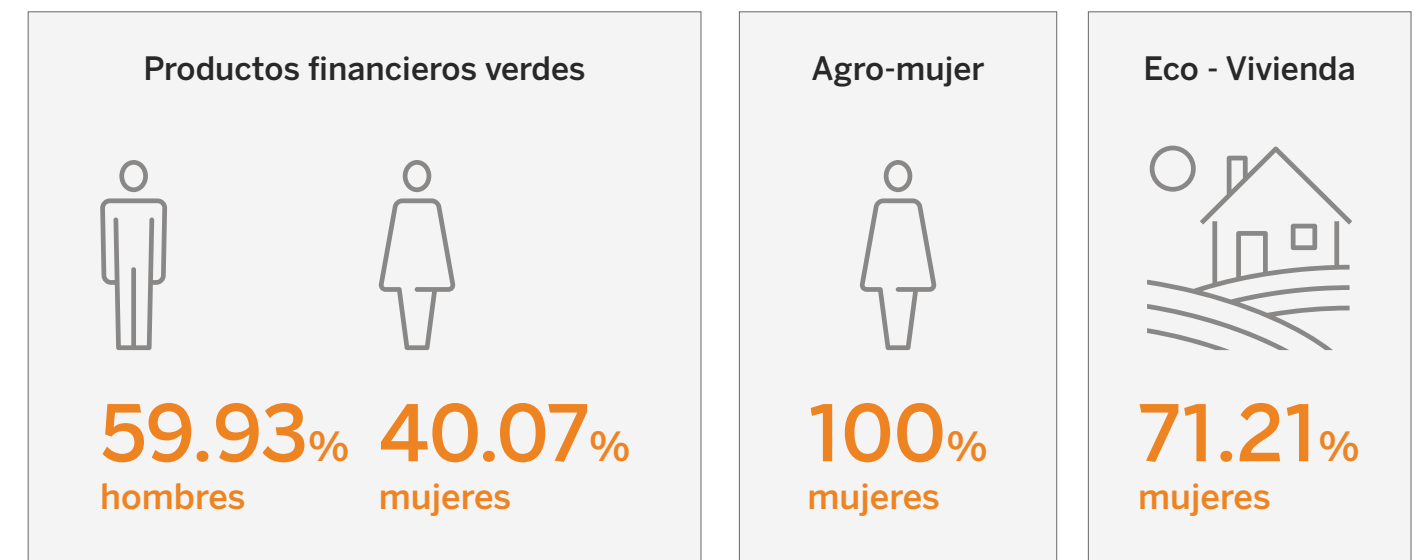 Productos financieros verdes
59.93% 40.07%
hombres mujeres
Agro-mujer
100%
mujeres
Eco - Vivienda
71.21%
mujeres